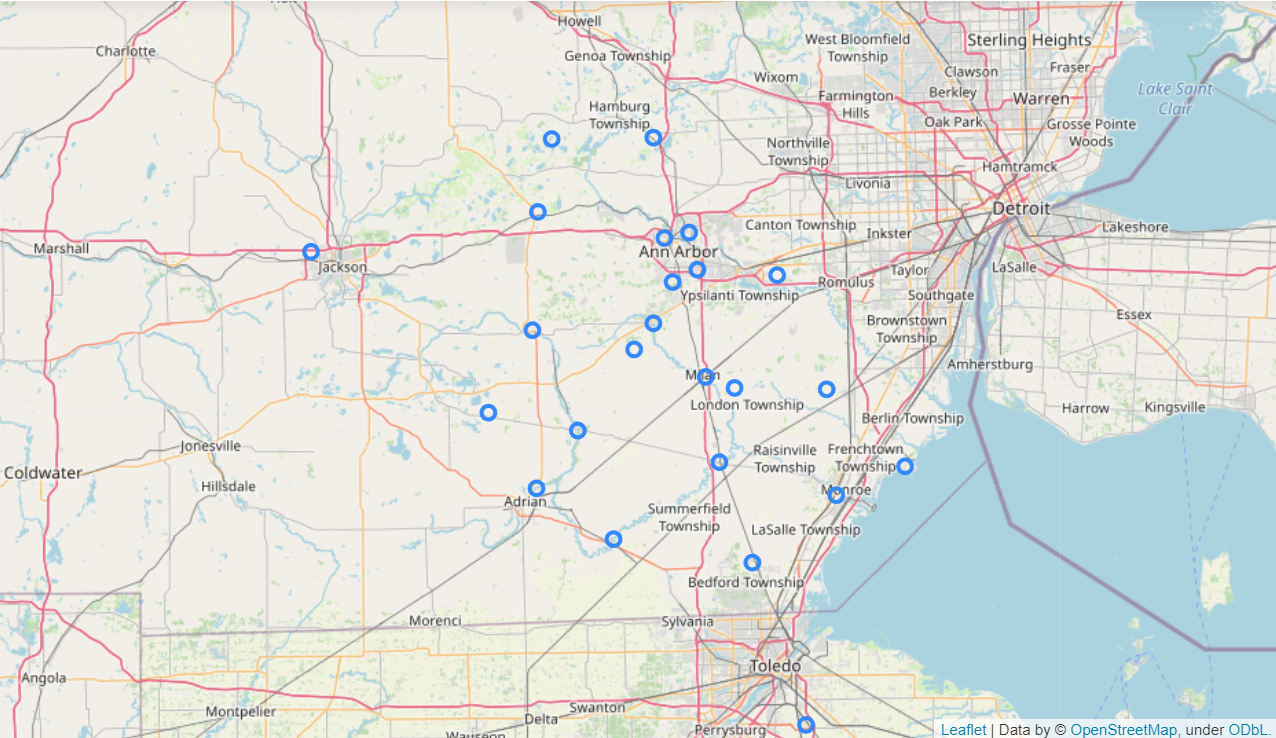 Howell
Charlotte
West Bloomfield
Township
Sterling Heights
Genoa Township
Clawson
Fraser
Wixom
Berkley
Lake Saint
Clair
Farmington
Hills
Warren
Hamburg
Township
Oak Park
Grosse Pointe
Woods
Northville
Township
Hamtramck
Livonia
Detroit
Canton Township
Lakeshore
Inkster
Marshall
Ann Arbor
Jackson
Taylor
LaSalle
Romulus
Ypsilanti Township
Southgate
Essex
Brownstown
Township
Amherstburg
Milan
London Township
Harrow
Kingsville
Berlin Township
Jonesville
Raisinville
Township
Frenchtown
Township
Coldwater
Hillsdale
Monroe
Adrian
Summerfield
Township
LaSalle Township
Bedford Township
Morenci
Sylvania
Toledo
Angola
Montpelier
Swanton
Delta
Perrysburg
Wauseon
Leaflet | Data by © OpenStreetMap, under ODbL.